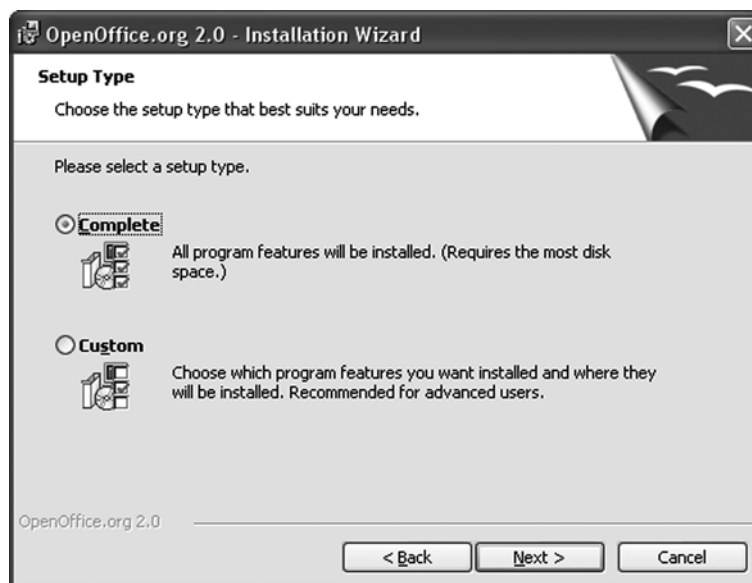 OpenOffice.org 2.0 - Installation Wizard
Setup Type
Choose the setup type that best suits your needs.
Please select a setup type.
Complete
All program features will be installed. (Requires the most disk
space.)
Custom
Choose which program features you want installed and where they
will be installed. Recommended for advanced users.
OpenOffice.org 2.0
< Back
Next >
Cancel